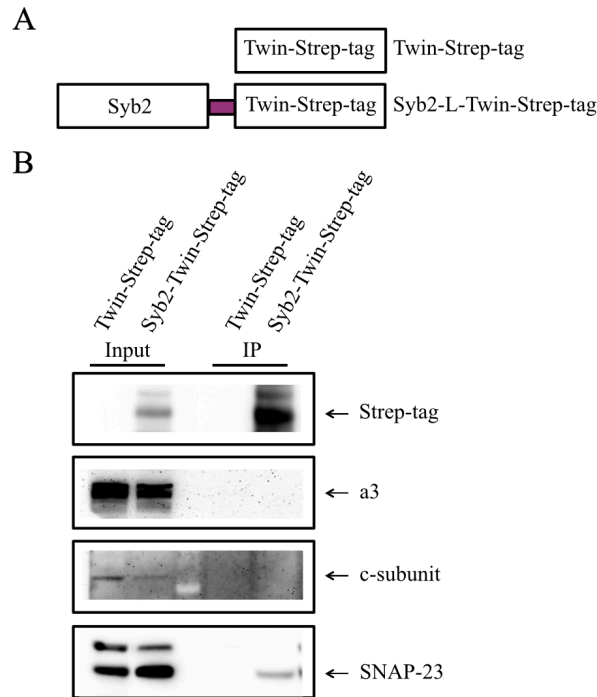 A
Twin-Strep-tag Twin-Strep-tag
Syb2 Twin-Strep-tag Syb2-L-Twin-Strep-tag
B
Twin-Strep-tag
Syb2-Twin-Strep-tag
Twin-Strep-tag
Syb2-Twin-Strep-tag
Input IP
Strep-tag
a3
c-subunit
SNAP-23